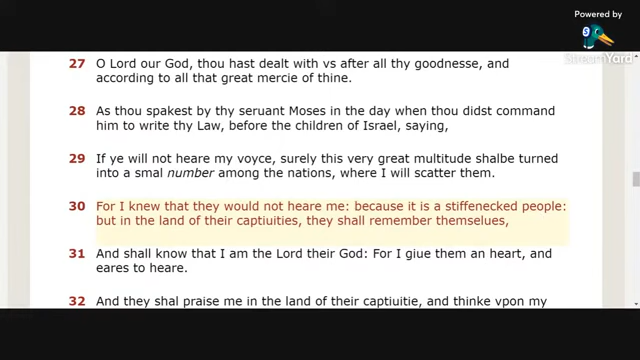 Powered by
StreamYard
27 O Lord our God, thou hast dealt with vs after all thy goodnesse, and
according to all that great mercie of thine.
28 As thou spakest by thy seruant Moses in the day when thou didst command
him to write thy Law, before the children of Israel, saying,
29 If ye will not heare my voyce, surely this very great multitude shalbe turned
into a smal number among the nations, where I will scatter them.
30 For I knew that they would not heare me: because it is a stiffenecked people:
but in the land of their captiuities, they shall remember themselues,
31 And shall know that I am the Lord their God: For I giue them an heart, and
eares to heare.
32 And they shal praise me in the land of their captiuitie, and thinke vpon my